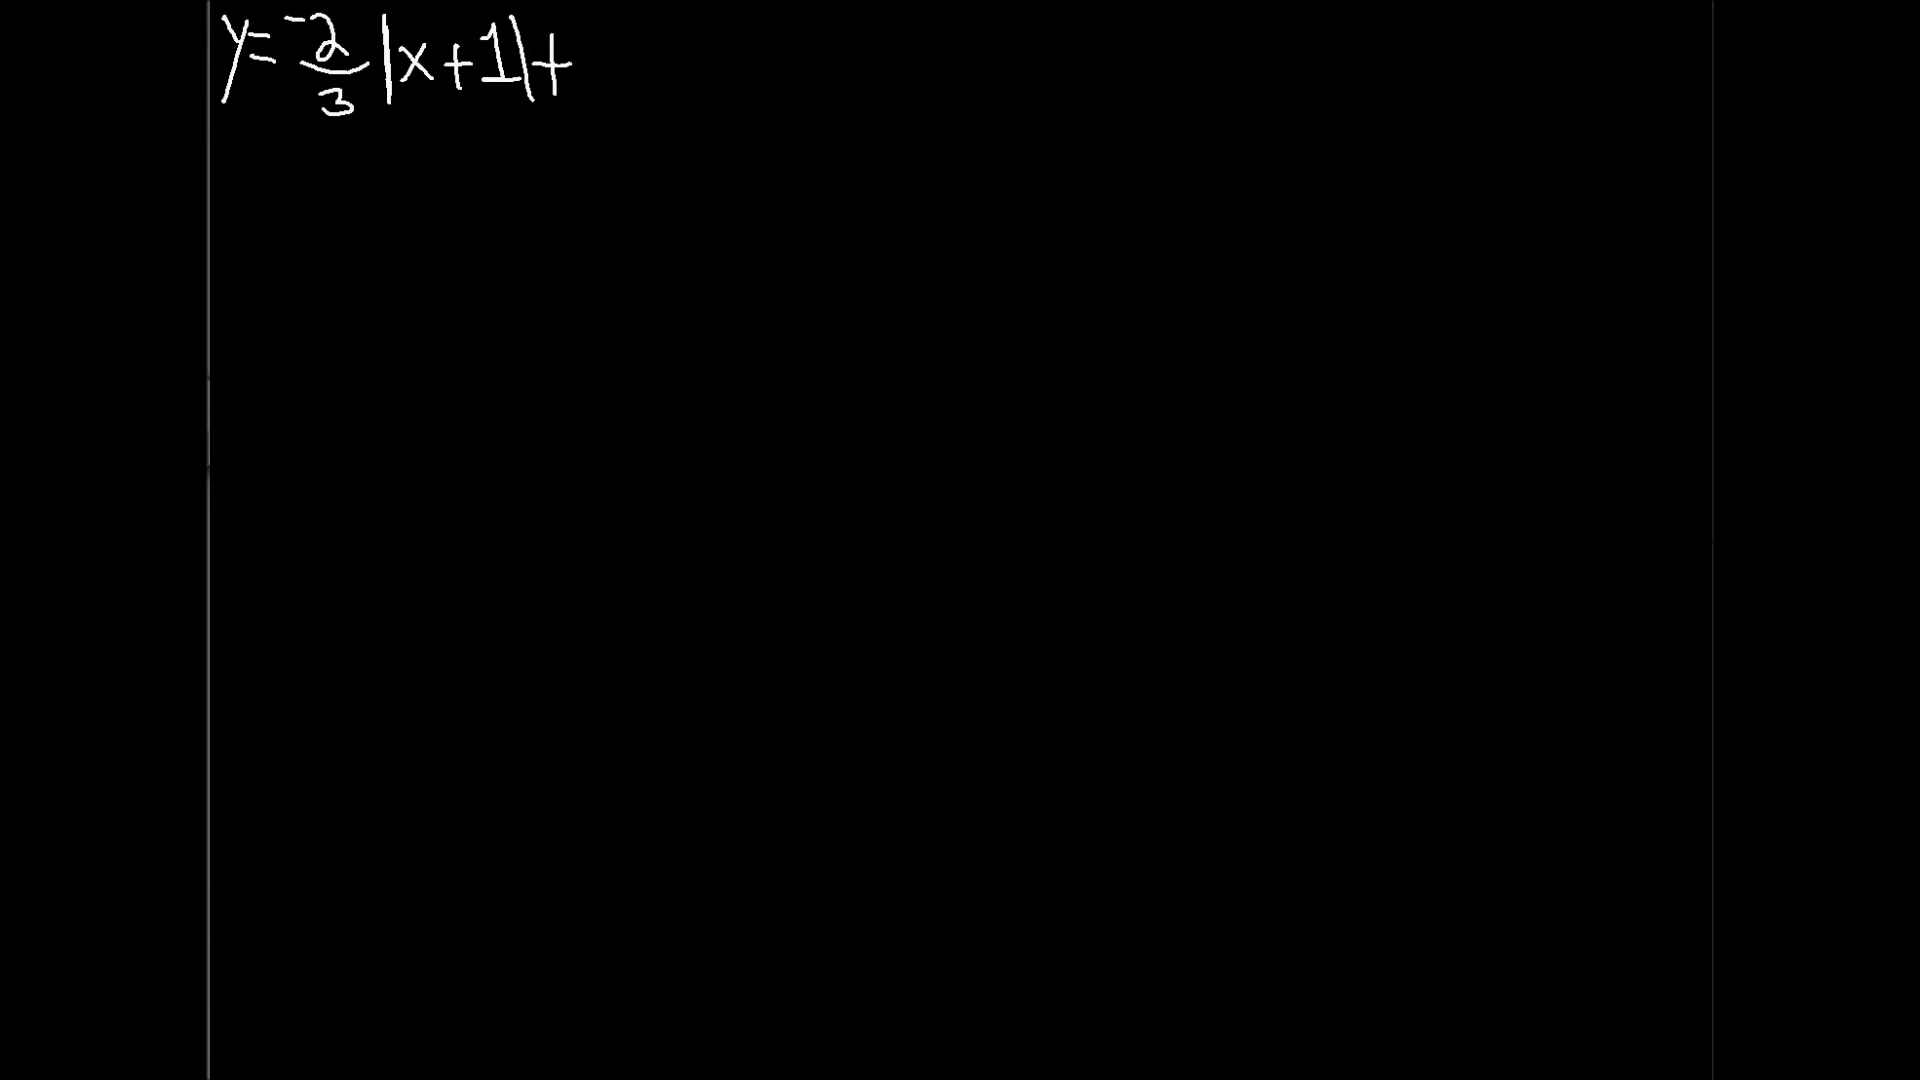 y = -2/3 |x+1| +